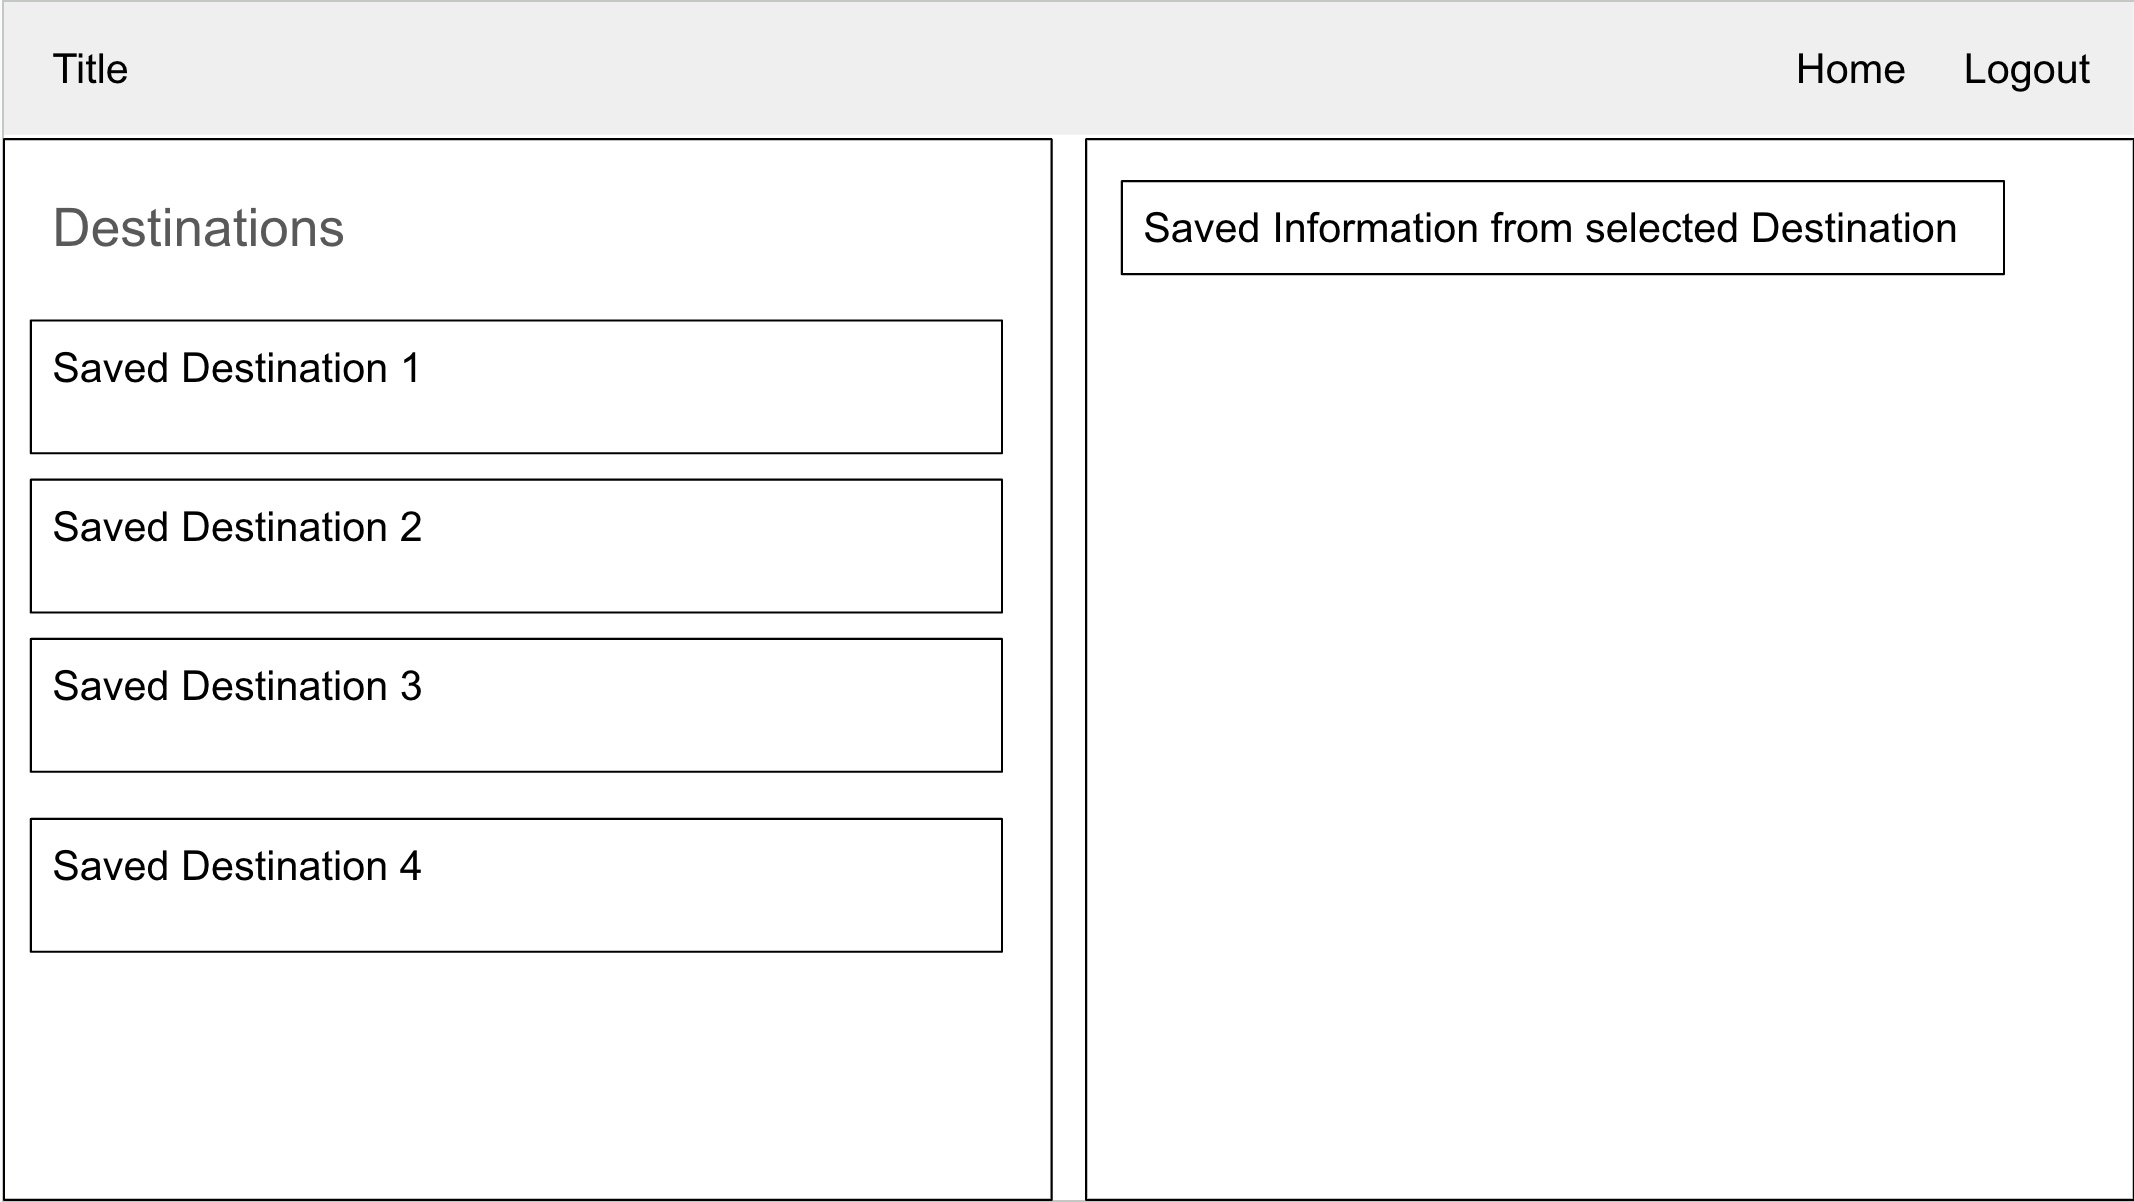 Title
Home
Logout
Destinations
Saved Destination 1
Saved Destination 2
Saved Destination 3
Saved Destination 4
Saved Information from selected Destination